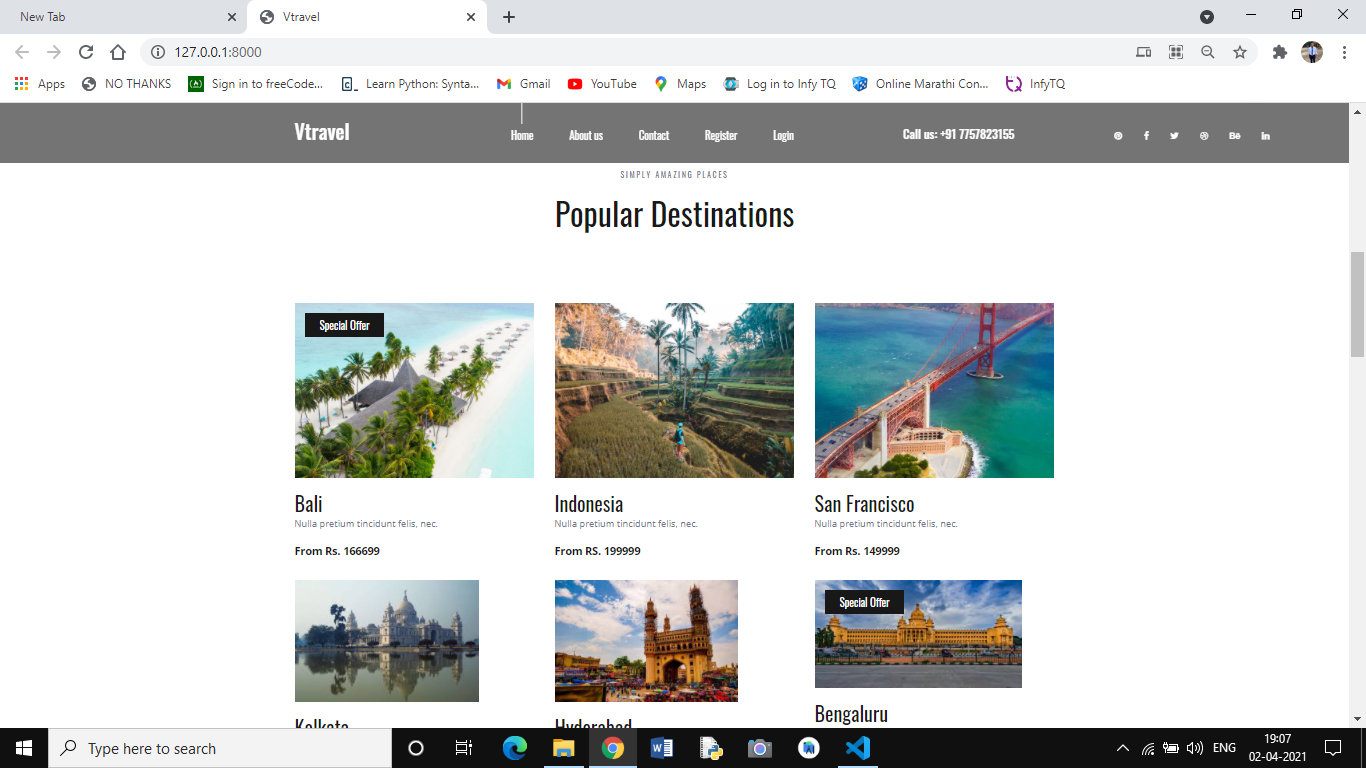 New Tab
Vtravel
127.0.0.1:8000
Apps
NO THANKS
Sign in to freeCode...
Learn Python: Synta...
Gmail
YouTube
Maps
Log in to Infy TQ
Online Marathi Con...
InfyTQ
Vtravel
Home
About us
Contact
Register
Login
Call us: +91 7757823155
SIMPLY AMAZING PLACES
Popular Destinations
Special Offer
Bali
Nulla pretium tincidunt felis, nec.
From Rs. 166699
Indonesia
Nulla pretium tincidunt felis, nec.
From RS. 199999
San Francisco
Nulla pretium tincidunt felis, nec.
From Rs. 149999
Special Offer
Kolkata
Hyderabad
Bengaluru
Type here to search
ENG
19:07
02-04-2021